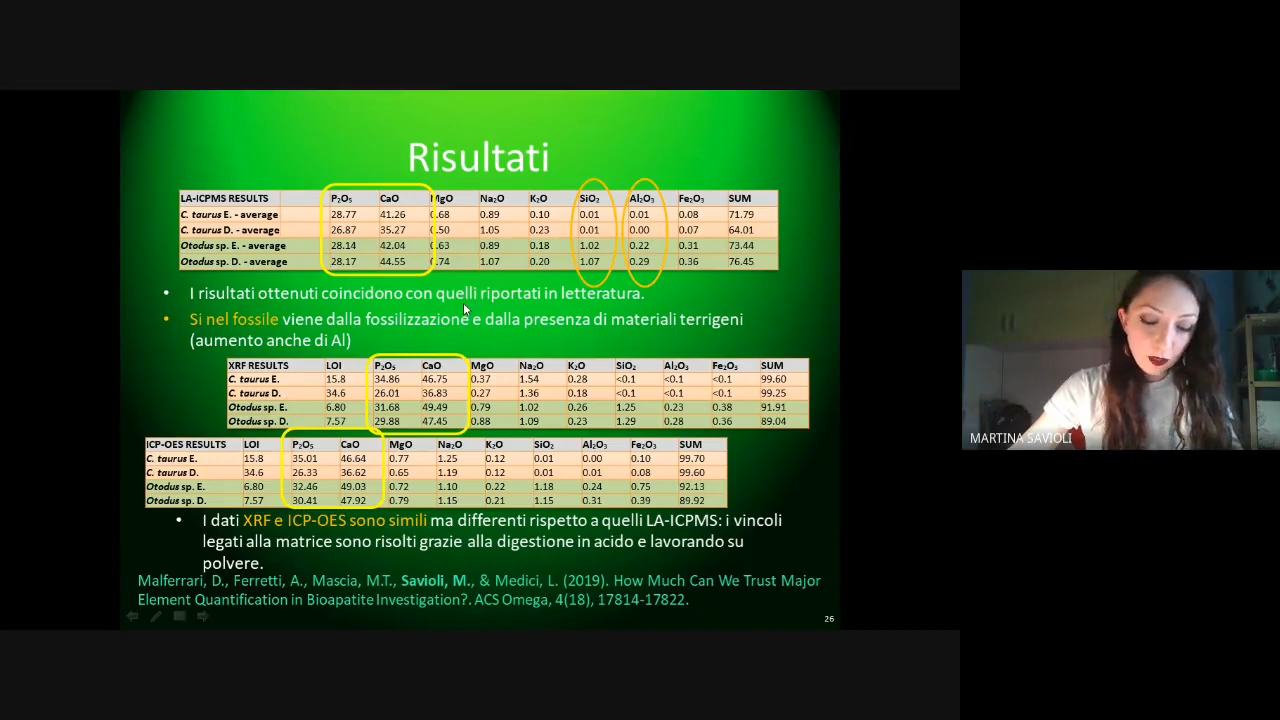 Risultati
LA-ICPMS RESULTS P₂O₅ CaO MgO Na₂O K₂O SiO₂ Al₂O₃ Fe₂O₃ SUM
C. taurus E. - average 28.77 41.26 0.68 0.89 0.10 0.01 0.01 0.08 71.79
C. taurus D. - average 26.87 35.27 0.50 1.05 0.23 0.01 0.00 0.07 64.01
Otodus sp. E. - average 28.14 42.04 0.63 0.89 0.18 1.02 0.22 0.31 73.44
Otodus sp. D. - average 28.17 44.55 0.74 1.07 0.20 1.07 0.29 0.36 76.45
• I risultati ottenuti coincidono con quelli riportati in letteratura.
• Si nel fossile viene dalla fossilizzazione e dalla presenza di materiali terrigeni
(aumento anche di Al)
XRF RESULTS LOI P₂O₅ CaO MgO Na₂O K₂O SiO₂ Al₂O₃ Fe₂O₃ SUM
C. taurus E. 15.8 34.86 46.75 0.37 1.54 0.28 <0.1 <0.1 <0.1 99.60
C. taurus D. 34.6 26.01 36.83 0.27 1.36 0.18 <0.1 <0.1 <0.1 99.25
Otodus sp. E. 6.80 31.68 49.49 0.79 1.02 0.26 1.25 0.23 0.38 91.91
Otodus sp. D. 7.57 29.88 47.45 0.88 1.09 0.23 1.29 0.28 0.36 89.04
ICP-OES RESULTS LOI P₂O₅ CaO MgO Na₂O K₂O SiO₂ Al₂O₃ Fe₂O₃ SUM
C. taurus E. 15.8 35.01 46.64 0.77 1.25 0.12 0.01 0.00 0.10 99.70
C. taurus D. 34.6 26.33 36.62 0.65 1.19 0.12 0.01 0.01 0.08 99.60
Otodus sp. E. 6.80 32.46 49.03 0.72 1.10 0.22 1.18 0.24 0.75 92.13
Otodus sp. D. 7.57 30.41 47.92 0.79 1.15 0.21 1.15 0.31 0.39 89.92
• I dati XRF e ICP-OES sono simili ma differenti rispetto a quelli LA-ICPMS: i vincoli
legati alla matrice sono risolti grazie alla digestione in acido e lavorando su
polvere.
Malferrari, D., Ferretti, A., Mascia, M.T., Savioli, M., & Medici, L. (2019). How Much Can We Trust Major
Element Quantification in Bioapatite Investigation?. ACS Omega, 4(18), 17814-17822.
26
MARTINA SAVIOLI